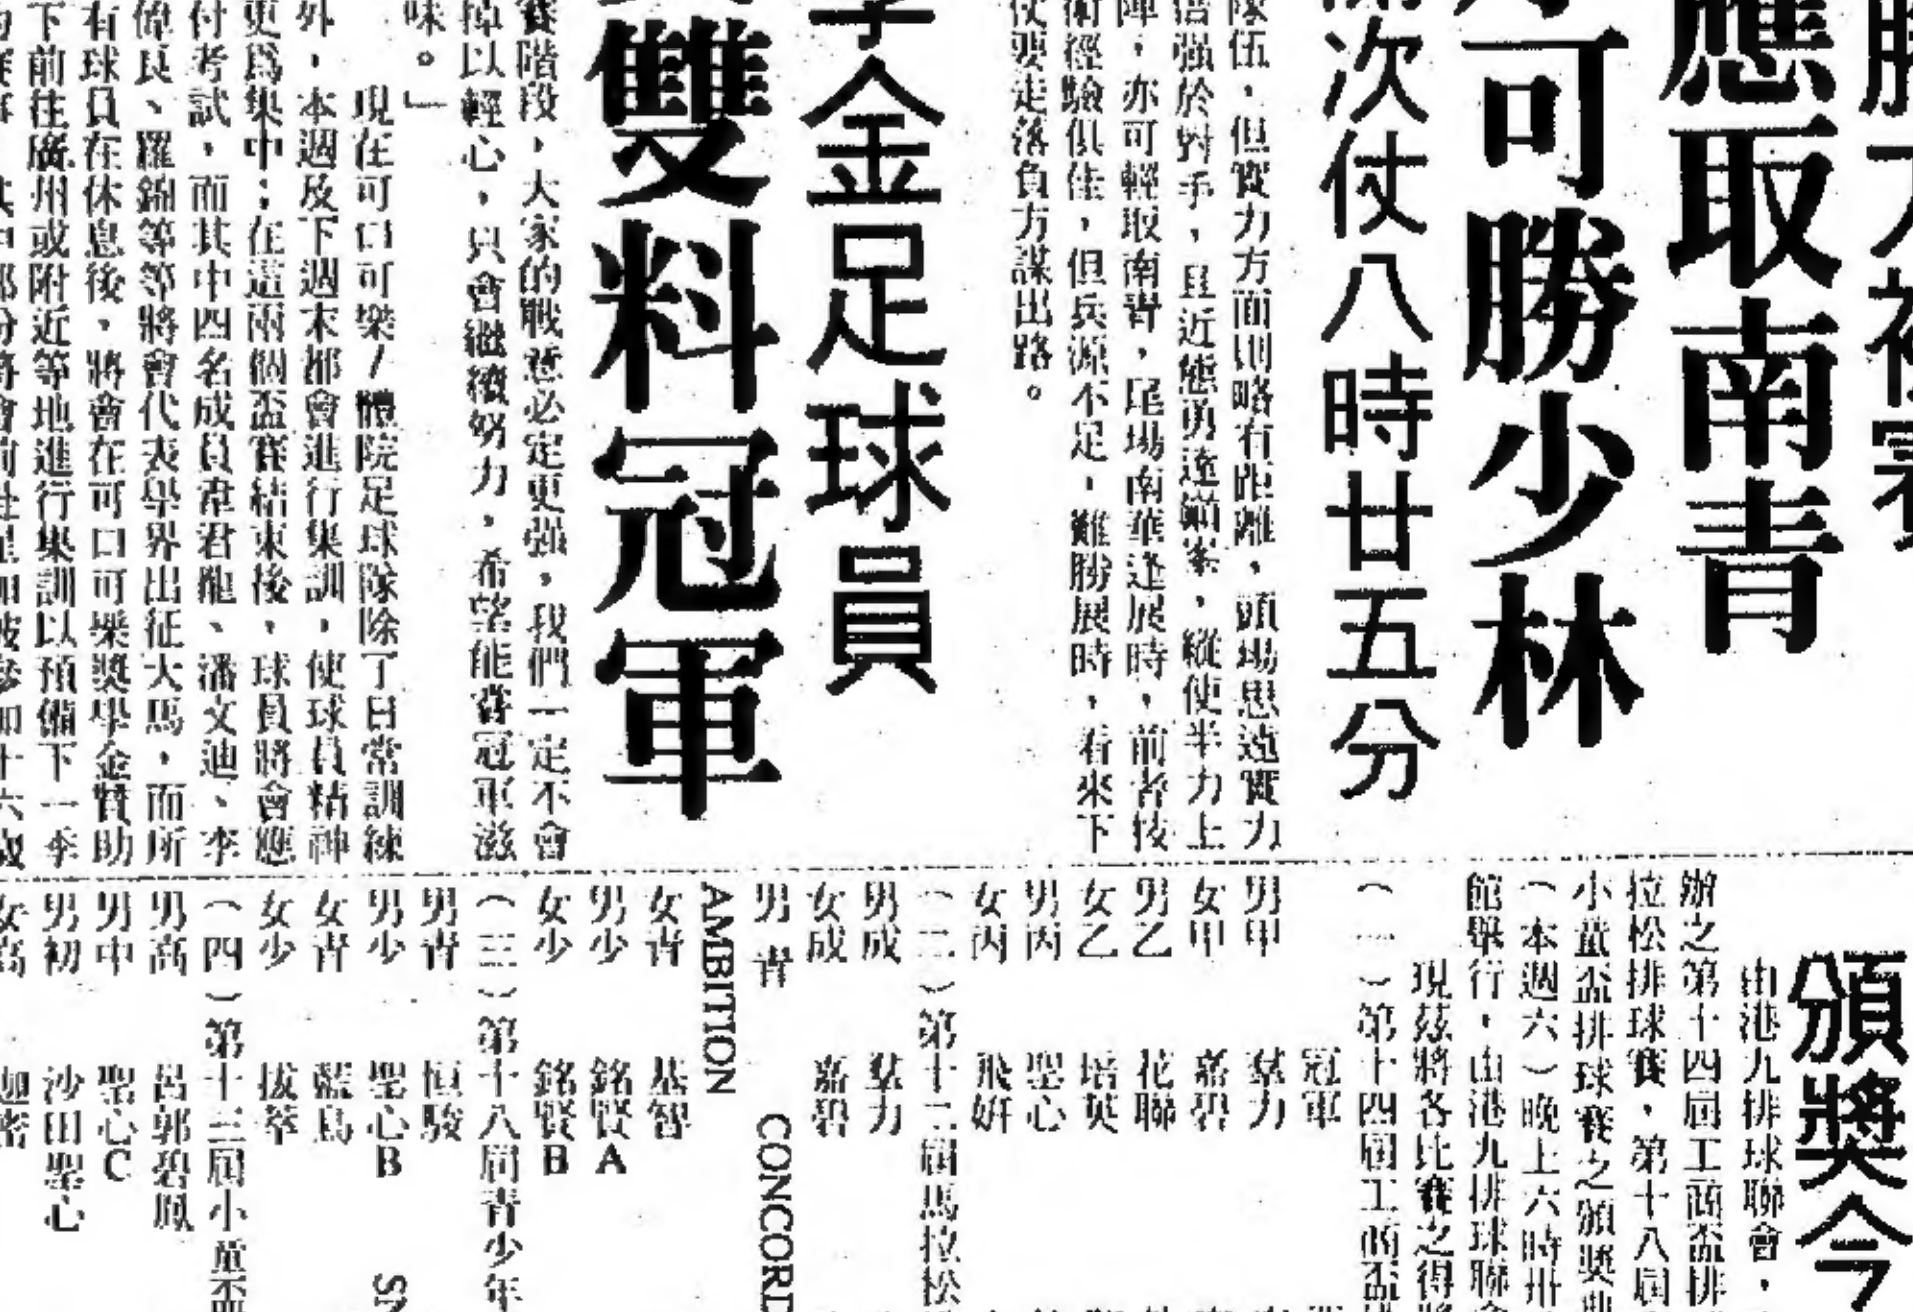 勝
初賽
應取南青
可勝少林
次仗八時廿五分
隊伍，但實力方面則略有距離，頭場思遠實力
强於對手，且近態勇，縱使半力上
陣，亦可輕取南青，尾場南華逢展時，前者技
術經驗俱佳，但兵源不足，難勝展時，看來下
仗要走落負方謀出路。
金足球員
雙料冠軍
賽階段，大家的戰意必定更强，我們一定不會
掉以輕心，只會繼續努力，希望能奪冠軍滋
味。」
現在可口可樂/體院足球隊除了日常訓練
外，本週及下週末都會進行集訓，使球員精神
更爲集中；在這兩個盃賽結束後，球員將會應
付考試，而其中四名成員韋君龍、潘文迪、李
偉良、羅錦等等將會代表學界出征大馬，而所
有球員在休息後，將會在可口可樂獎學金贊助
下前往廣州或附近等地進行集訓以預備下一季
頒獎今
由港九排球聯會，
辦之第十四屆工商盃排
拉松排球賽，第十八屆
小童盃排球賽之頒獎典
（本週六）晚上六時卅
館舉行，由港九排球聯會
現茲將各比賽之得獎
（一）第十四屆工商盃排
冠軍
男甲 羣力
女甲 嘉碧
男乙 花聯
女乙 培英
男丙 聖心
女丙 飛姸
（二）第十二屆馬拉松
男成 羣力
女成 嘉碧
男青 CONCORD
AMBITION
女青 基智
男少 銘賢A
女少 銘賢B
（三）第十八屆青少年
男青 恒駿
男少 聖心B
女青 藍鳥
女少 拔萃
（四）第十三屆小童盃
男高 呂郭碧鳳
男中 聖心C
男初 沙田聖心
女高 迦密